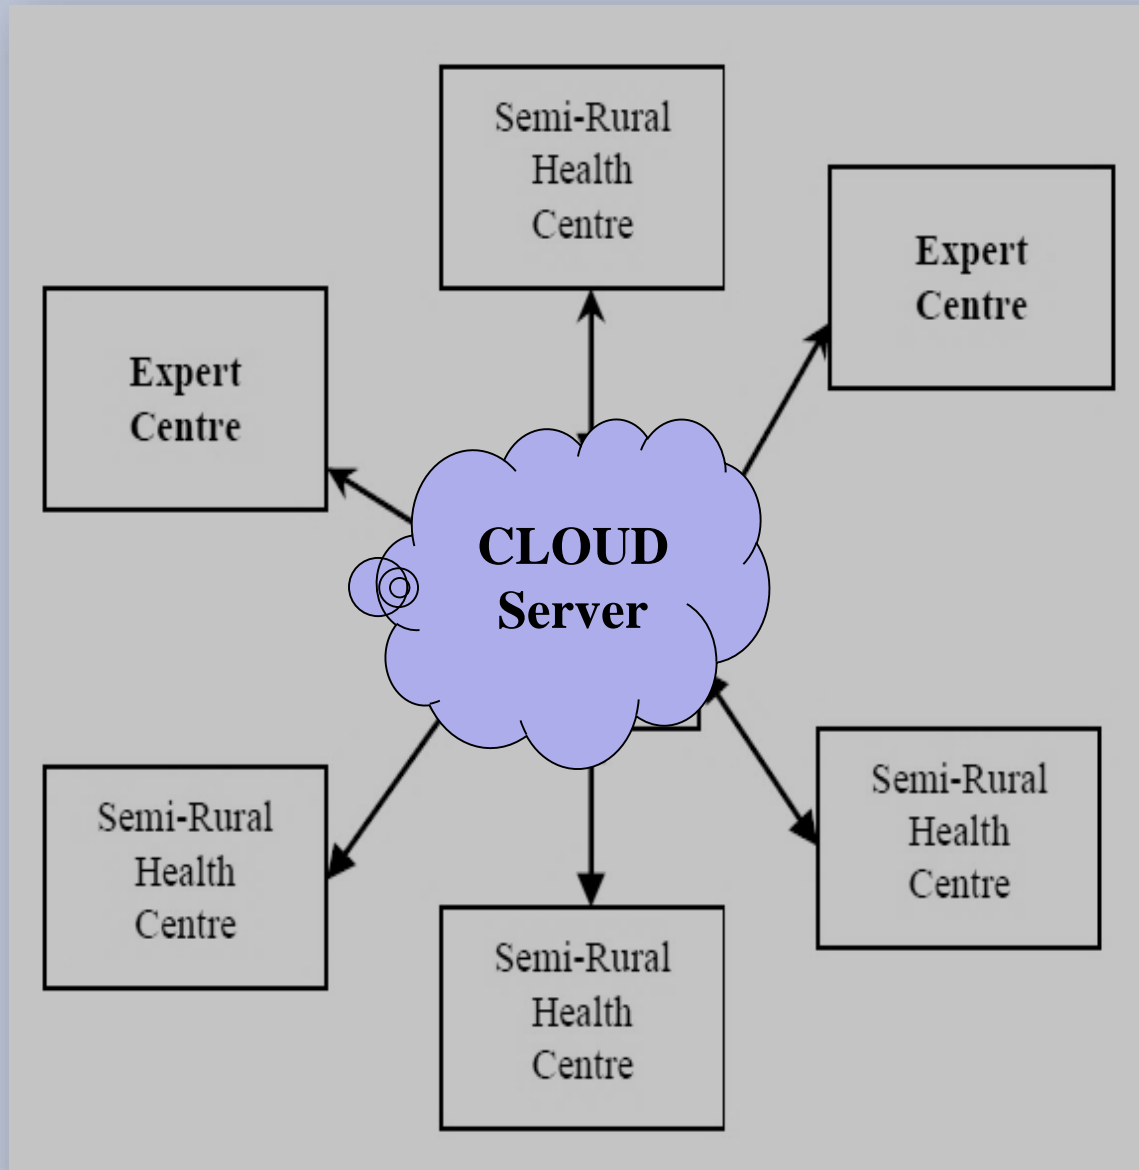 Semi-Rural
Health
Centre
Expert
Centre
Expert
Centre
CLOUD
Server
Semi-Rural
Health
Centre
Semi-Rural
Health
Centre
Semi-Rural
Health
Centre